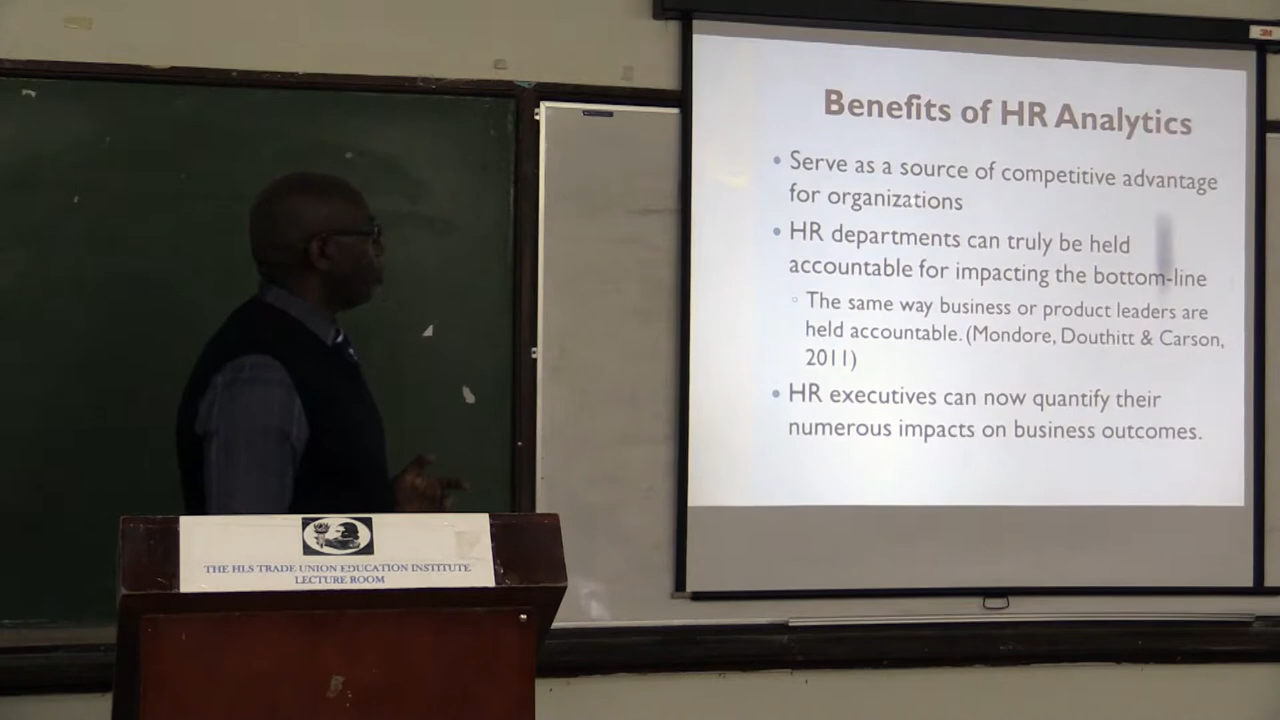 3M
Benefits of HR Analytics
• Serve as a source of competitive advantage
for organizations
• HR departments can truly be held
accountable for impacting the bottom-line
◦ The same way business or product leaders are
held accountable. (Mondore, Douthitt & Carson,
2011)
• HR executives can now quantify their
numerous impacts on business outcomes.
THE HLS TRADE UNION EDUCATION INSTITUTE
LECTURE ROOM